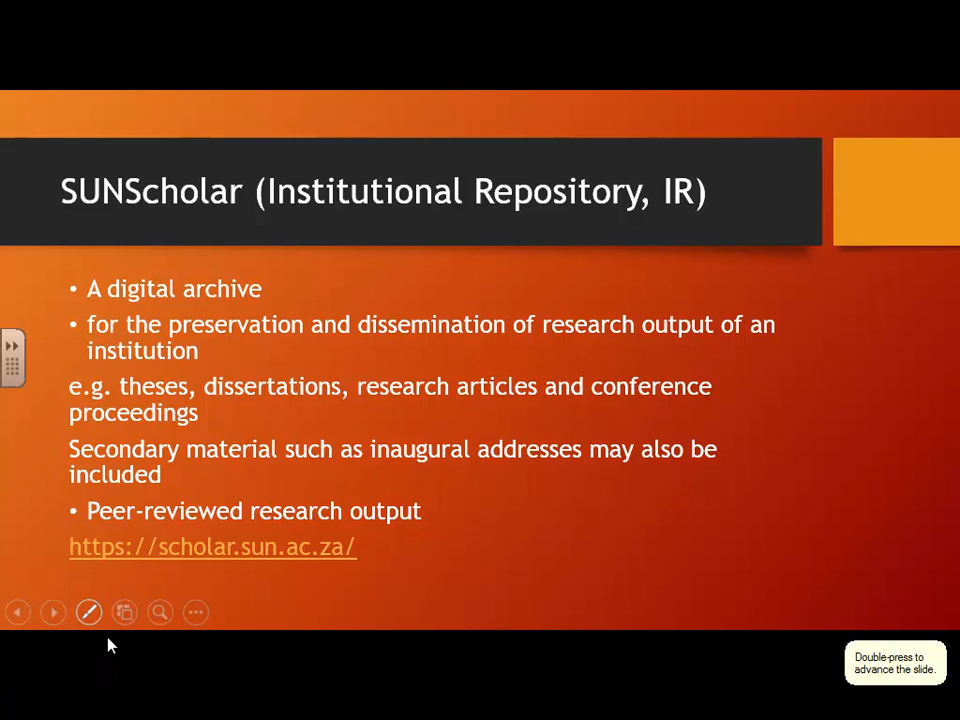 SUNScholar (Institutional Repository, IR)
• A digital archive
• for the preservation and dissemination of research output of an
institution
e.g. theses, dissertations, research articles and conference
proceedings
Secondary material such as inaugural addresses may also be
included
• Peer-reviewed research output
https://scholar.sun.ac.za/
Double-press to
advance the slide.